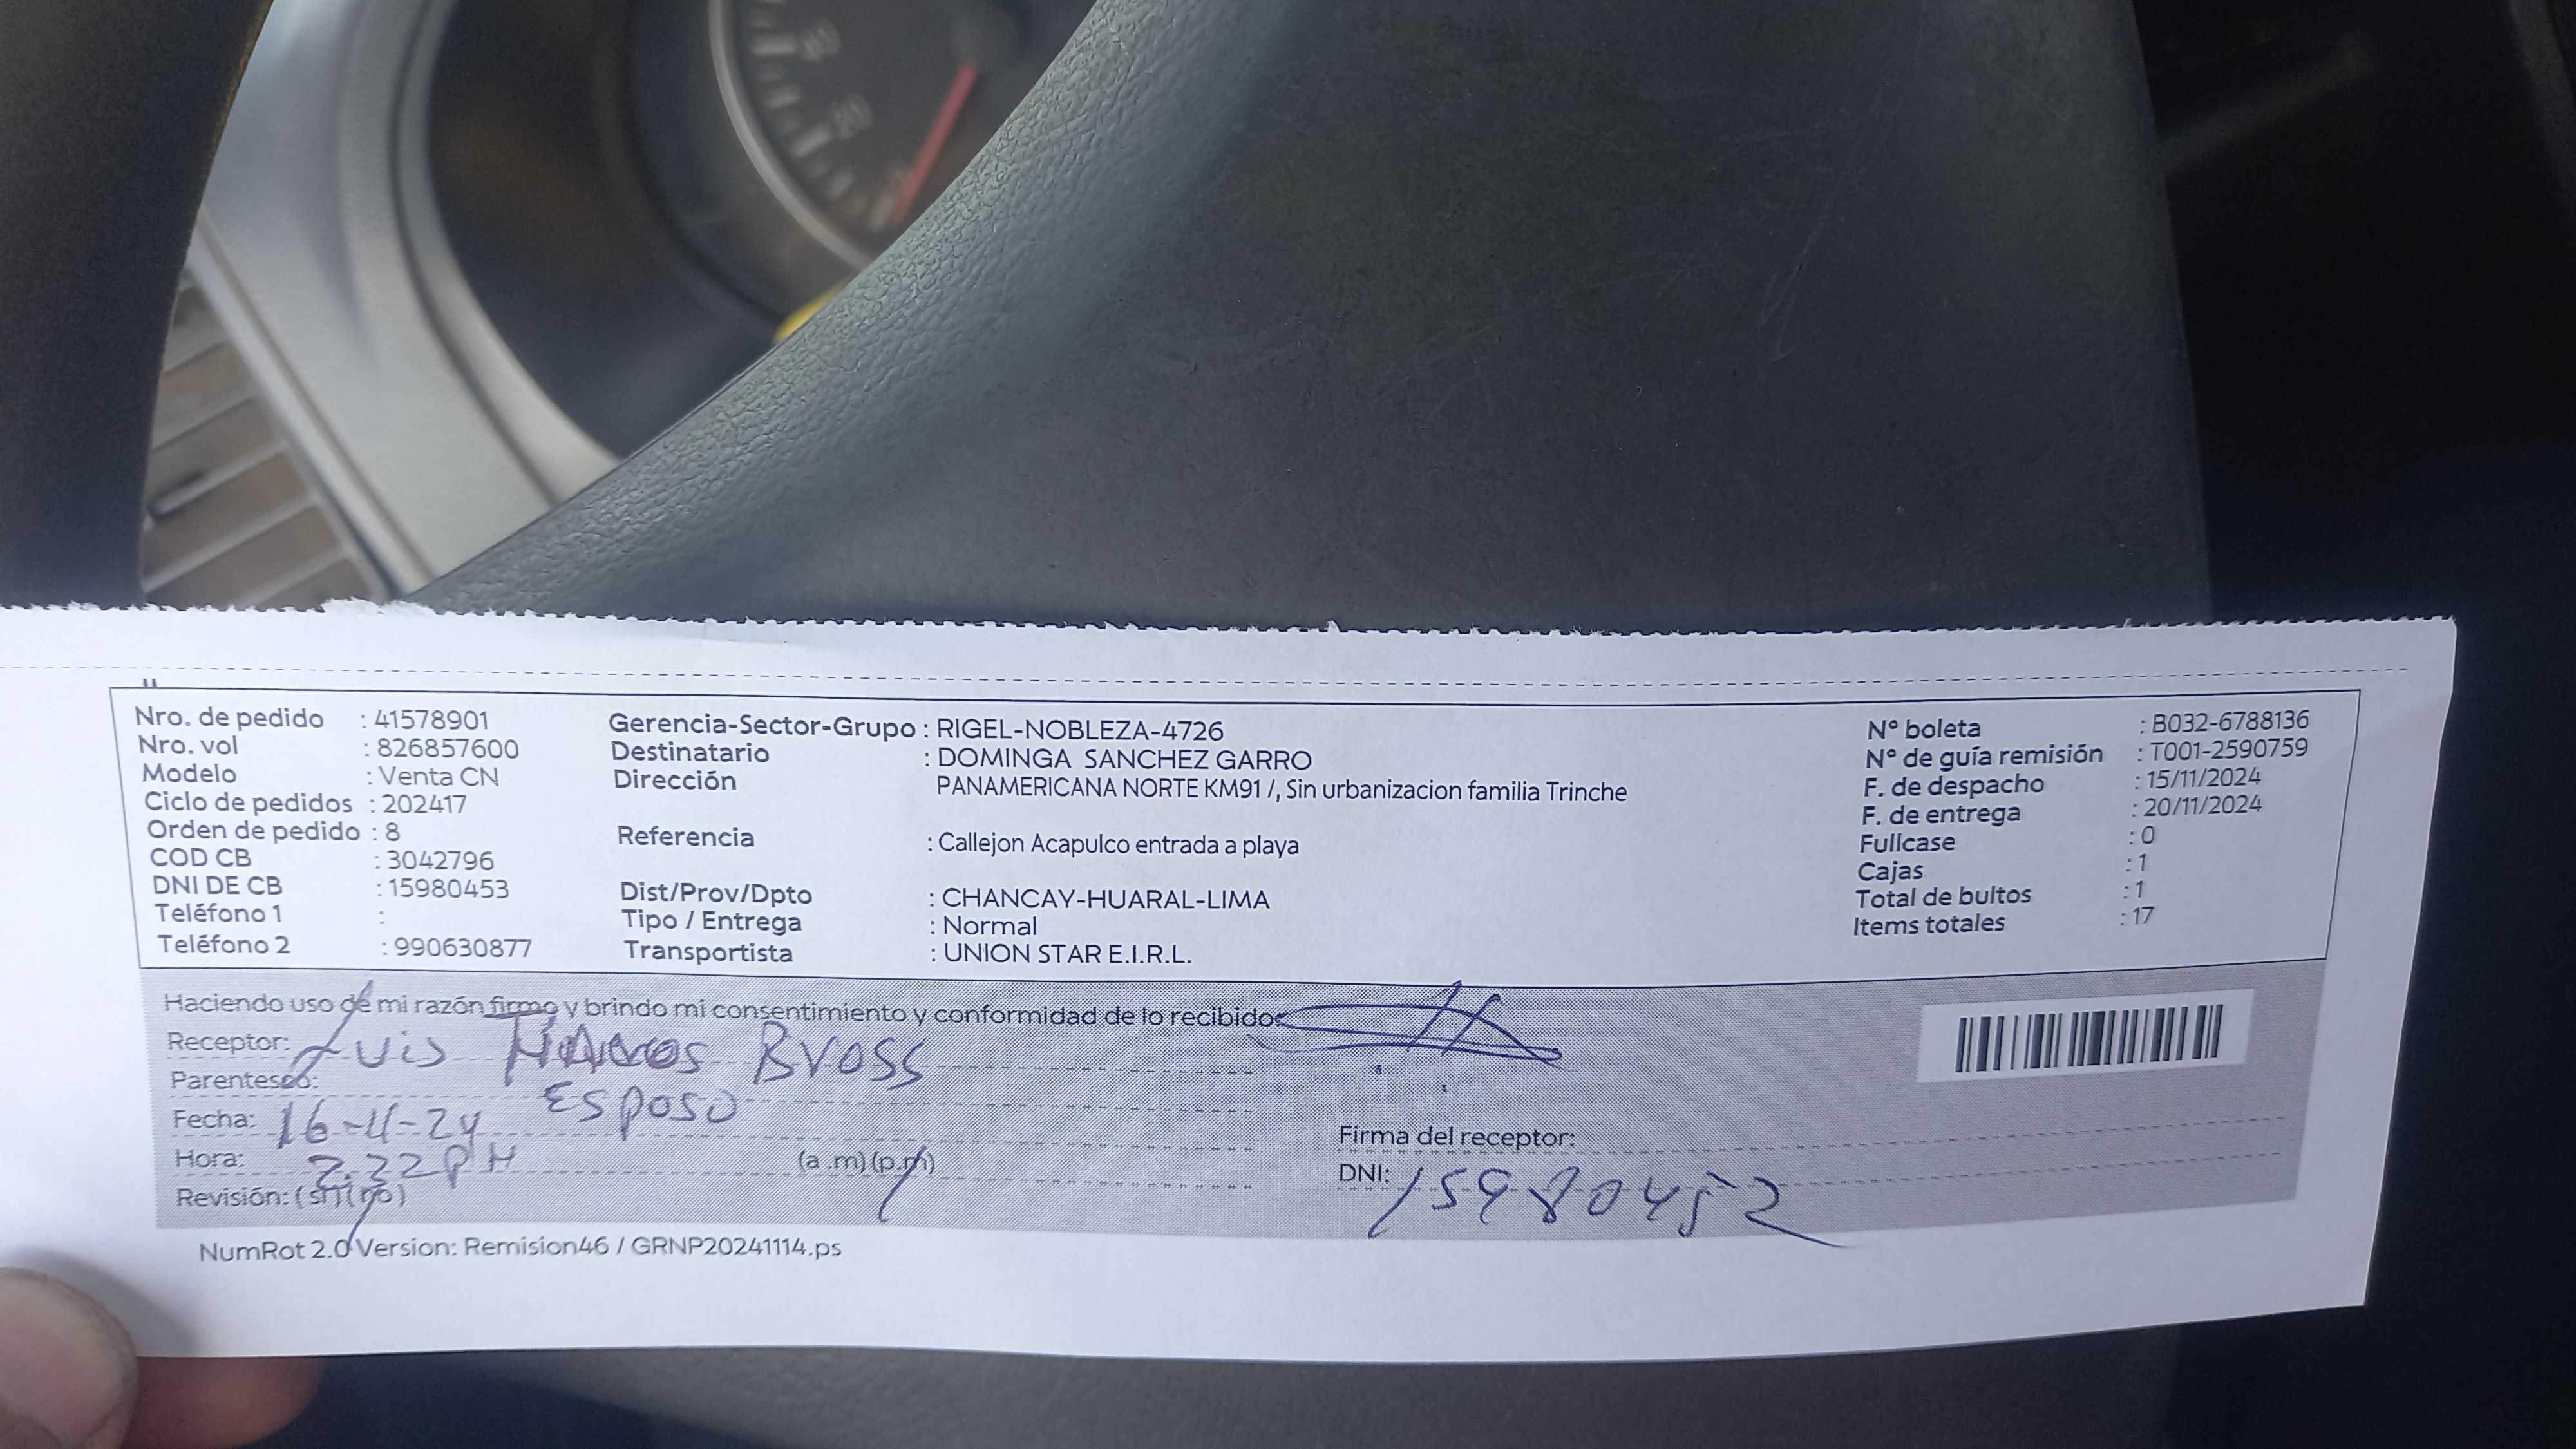 Nro. de pedido : 41578901
Nro. vol : 826857600
Modelo : Venta CN
Ciclo de pedidos : 202417
Orden de pedido : 8
COD CB : 3042796
DNI DE CB : 15980453
Teléfono 1 :
Teléfono 2 : 990630877
Gerencia-Sector-Grupo : RIGEL-NOBLEZA-4726
Destinatario : DOMINGA SANCHEZ GARRO
Dirección PANAMERICANA NORTE KM91 /, Sin urbanizacion familia Trinche
Referencia : Callejon Acapulco entrada a playa
Dist/Prov/Dpto : CHANCAY-HUARAL-LIMA
Tipo / Entrega : Normal
Transportista : UNION STAR E.I.R.L.
Nº boleta : B032-6788136
Nº de guía remisión : T001-2590759
F. de despacho : 15/11/2024
F. de entrega : 20/11/2024
Fullcase : 0
Cajas : 1
Total de bultos : 1
Items totales : 17
Haciendo uso de mi razón firmo y brindo mi consentimiento y conformidad de lo recibido:
Receptor: Luis
Parentesco: Esposo
Fecha: 16-11-24
Hora: 2:32 PM (a .m) (p.m)
Revisión: (si) (no)
Firma del receptor:
DNI: 15980452
NumRot 2.0 Version: Remision46 / GRNP20241114.ps